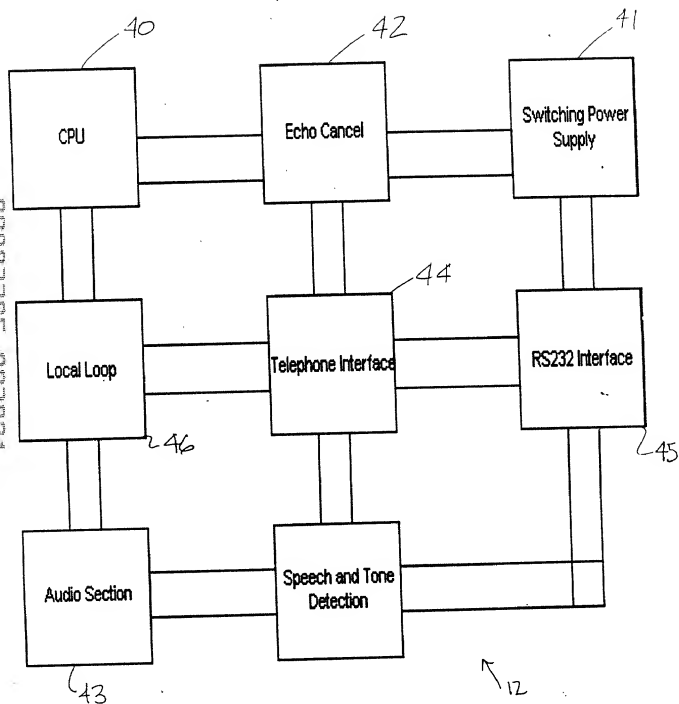 40
42
41
CPU
Echo Cancel
Switching Power
Supply
44
Local Loop
Telephone Interface
RS232 Interface
46
45
Audio Section
Speech and Tone
Detection
43
12